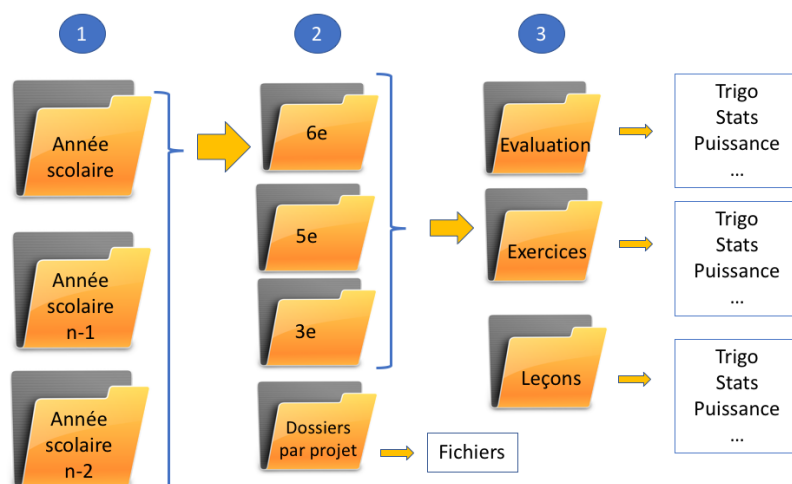 1
2
3
Année
scolaire
Année
scolaire
n-1
Année
scolaire
n-2
6e
5e
3e
Dossiers
par projet
Fichiers
Evaluation
Exercices
Leçons
Trigo
Stats
Puissance
...
Trigo
Stats
Puissance
...
Trigo
Stats
Puissance
...